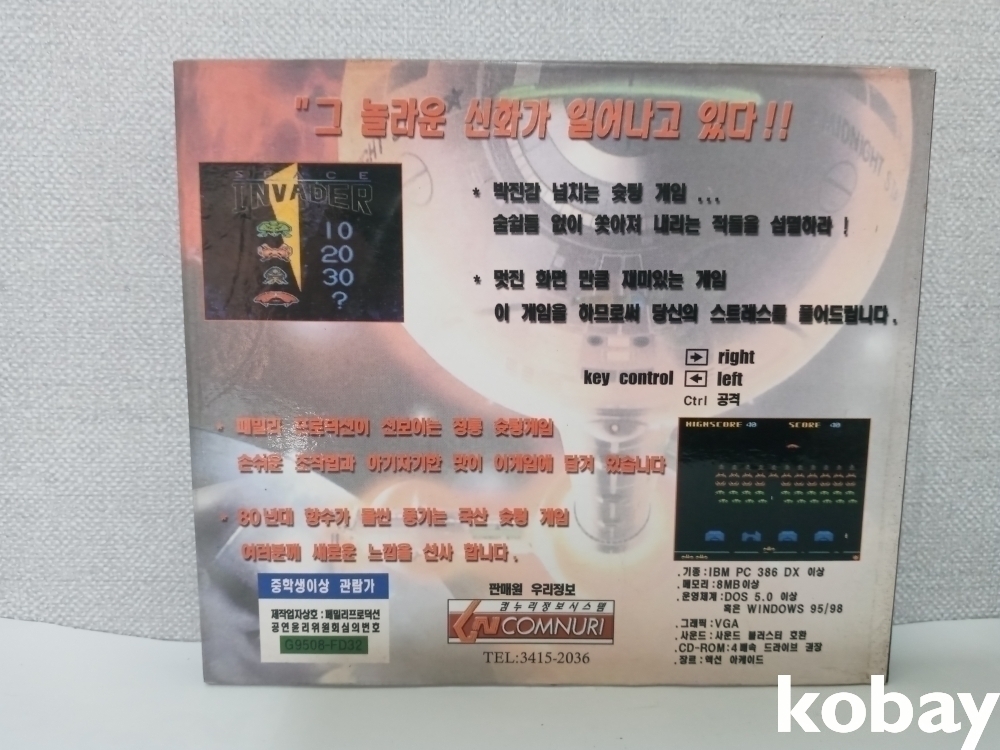 "그 놀라운 신화가 일어나고 있다!!
SPACE
INVADER
10
20
30
?
* 박진감 넘치는 슛팅 게임 ...
숨쉴틈 없이 쏫아져 내리는 적들을 섬멸하라 !
* 멋진 화면 만큼 재미있는 게임
이 게임을 하므로써 당신의 스트레스를 풀어드립니다.
→ right
key control ← left
Ctrl 공격
* 패밀리 프로덕션이 선보이는 정통 슛팅게임
손쉬운 조작법과 아기자기한 맛이 이게임에 담겨 있습니다
* 80년대 향수가 물씬 풍기는 국산 슛팅 게임
여러분께 새로운 느낌을 선사 합니다.
HIGHSCORE 40 SCORE 40
중학생이상 관람가
제작업자상호:패밀리프로덕션
공연윤리위원회심의번호
G9508-FD32
판매원 우리정보
컴누리정보시스템
COMNURI
TEL:3415-2036
.기종:IBM PC 386 DX 이상
.메모리:8MB이상
.운영체계:DOS 5.0 이상
혹은 WINDOWS 95/98
.그래픽:VGA
.사운드:사운드 블러스터 호환
.CD-ROM:4배속 드라이브 권장
.장르:액션 아케이드
kobay